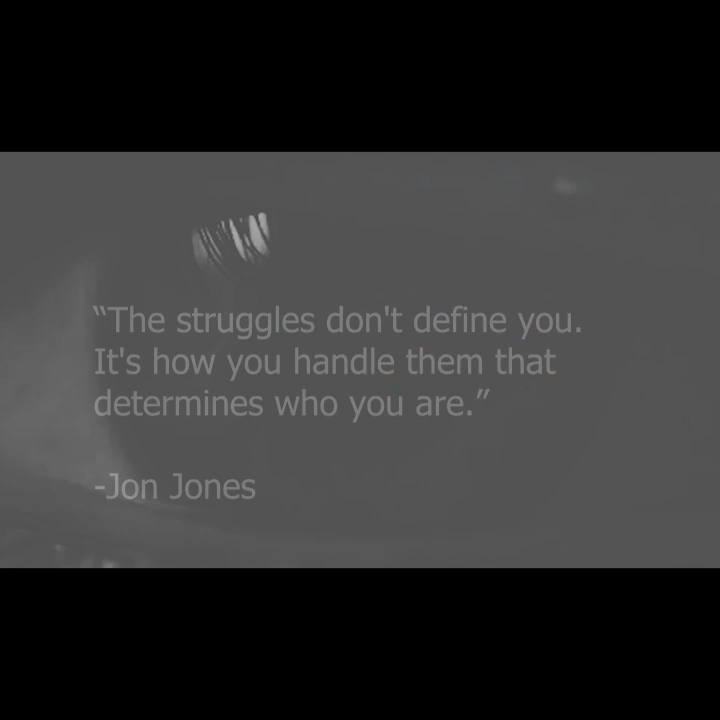 “The struggles don't define you.
It's how you handle them that
determines who you are.”
-Jon Jones